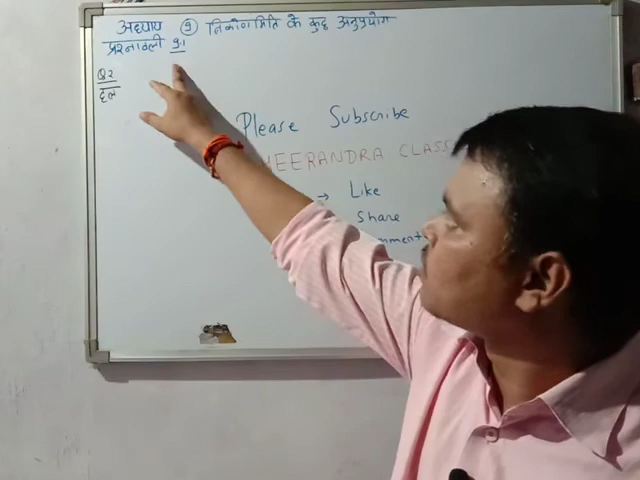 अध्याय ⑨ त्रिकोणमिति के कुछ अनुप्रयोग
प्रश्नावली 9.1
Q2
हल
Please Subscribe
HEERANDRA CLASS
→ Like
Share